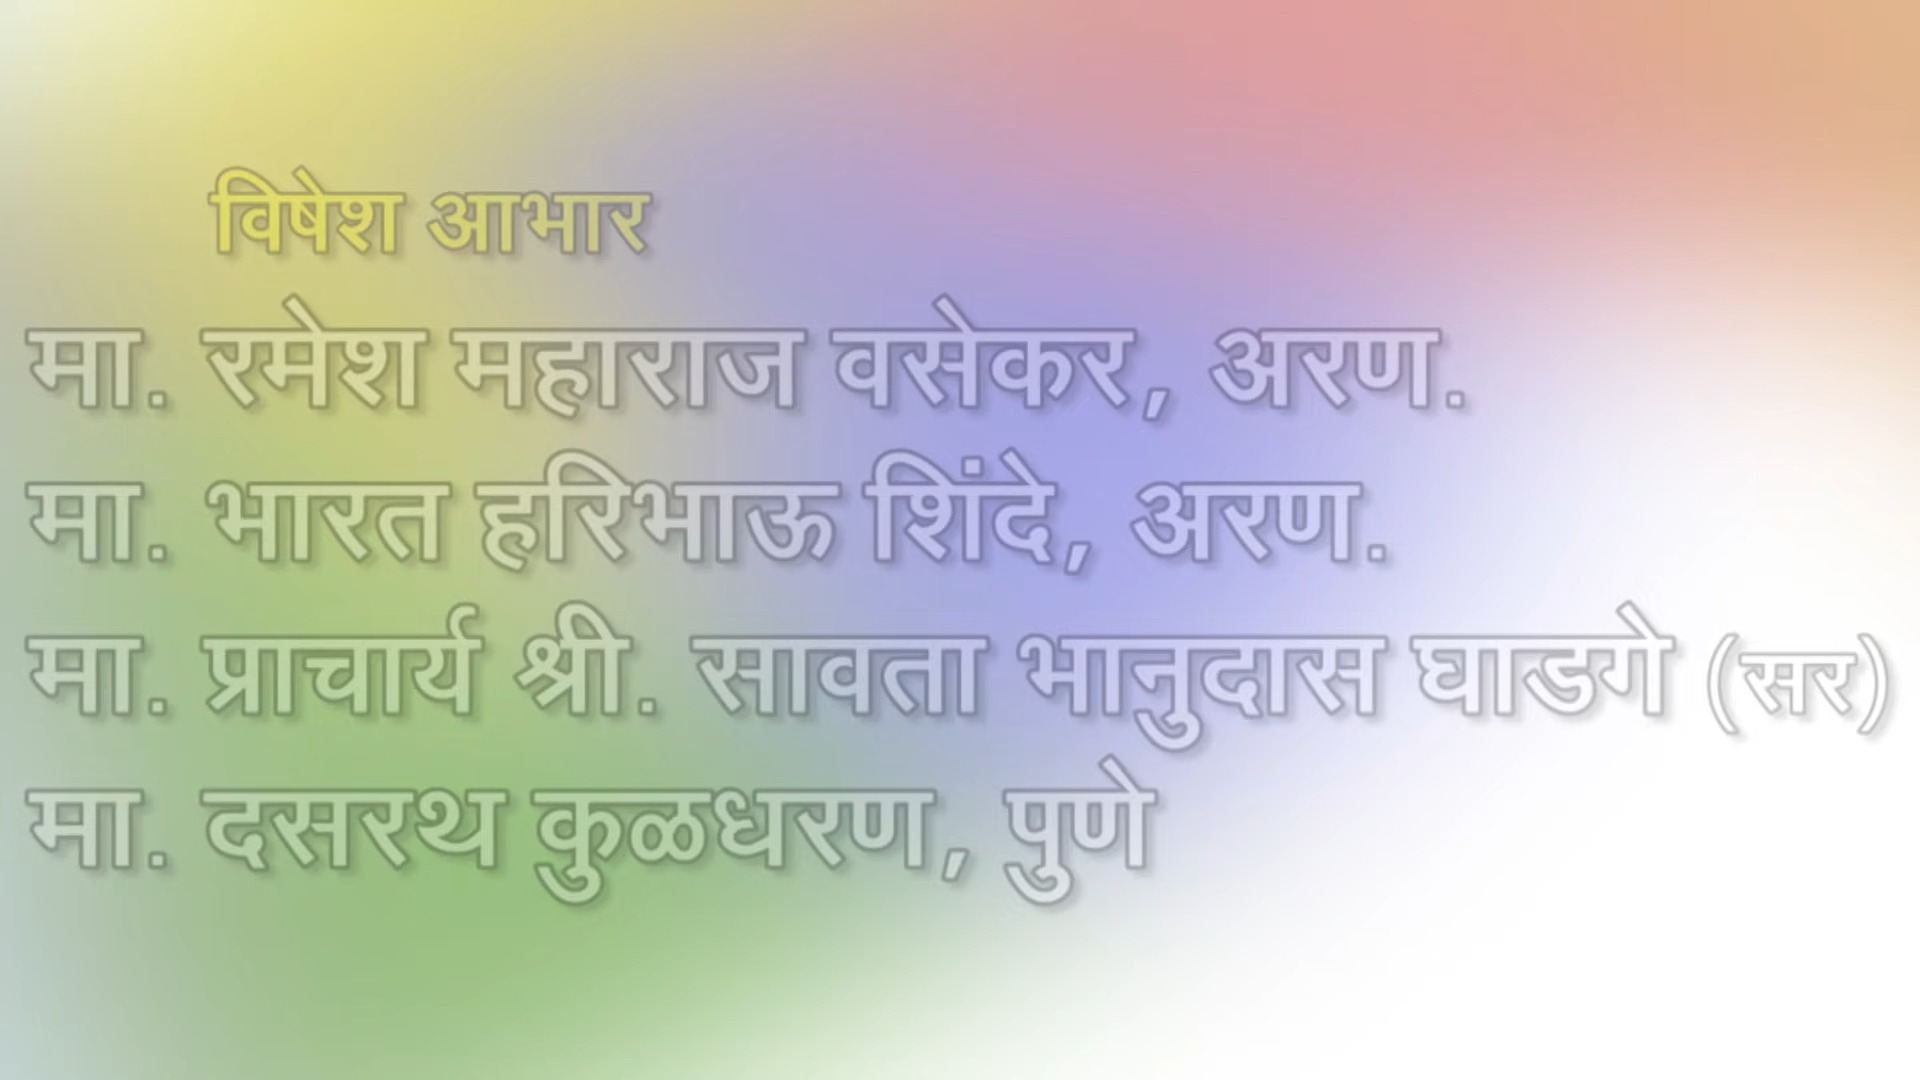 विषेश आभार
मा. रमेश महाराज वसेकर, अरण.
मा. भारत हरिभाऊ शिंदे, अरण.
मा. प्राचार्य श्री. सावता भानुदास घाडगे (सर)
मा. दसरथ कुळधरण, पुणे